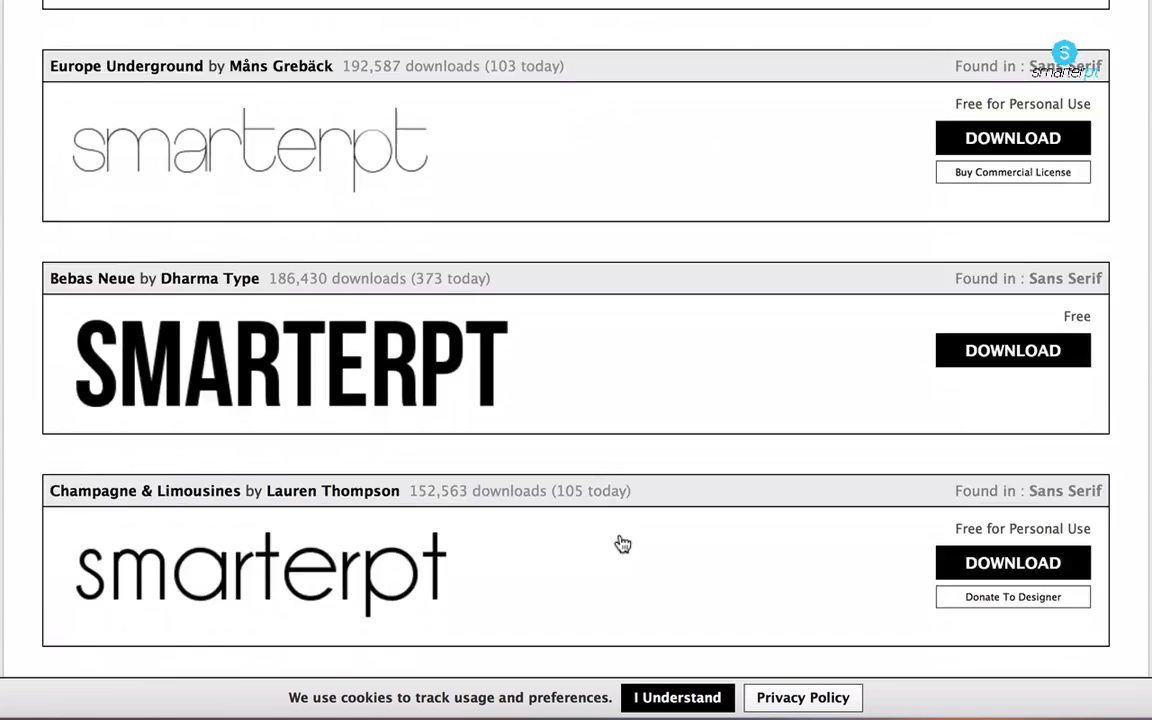 Europe Underground by Måns Grebäck 192,587 downloads (103 today) Found in : Sans Serif
smarterpt
Free for Personal Use
smarterpt
DOWNLOAD
Buy Commercial License
Bebas Neue by Dharma Type 186,430 downloads (373 today) Found in : Sans Serif
Free
SMARTERPT
DOWNLOAD
Champagne & Limousines by Lauren Thompson 152,563 downloads (105 today) Found in : Sans Serif
Free for Personal Use
smarterpt
DOWNLOAD
Donate To Designer
We use cookies to track usage and preferences. I Understand Privacy Policy